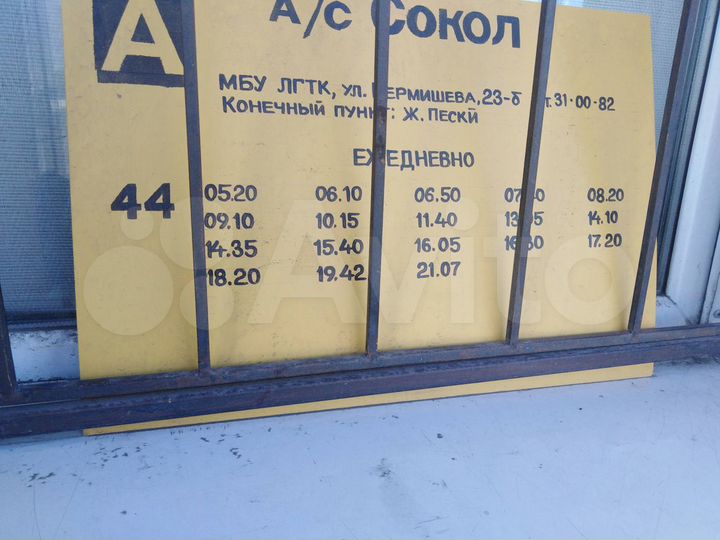 А
А/С СОКОЛ
МБУ ЛГТК, УЛ. 23-б 31-00-82
КОНЕЧНЫЙ ПУНКТ: Ж. ПЕСКИ
ЕЖЕДНЕВНО
44 05.20 06.10 06.50 08.20
09.10 10.15 11.40 14.10
14.35 15.40 16.05 17.20
18.20 19.42 21.07
Avito